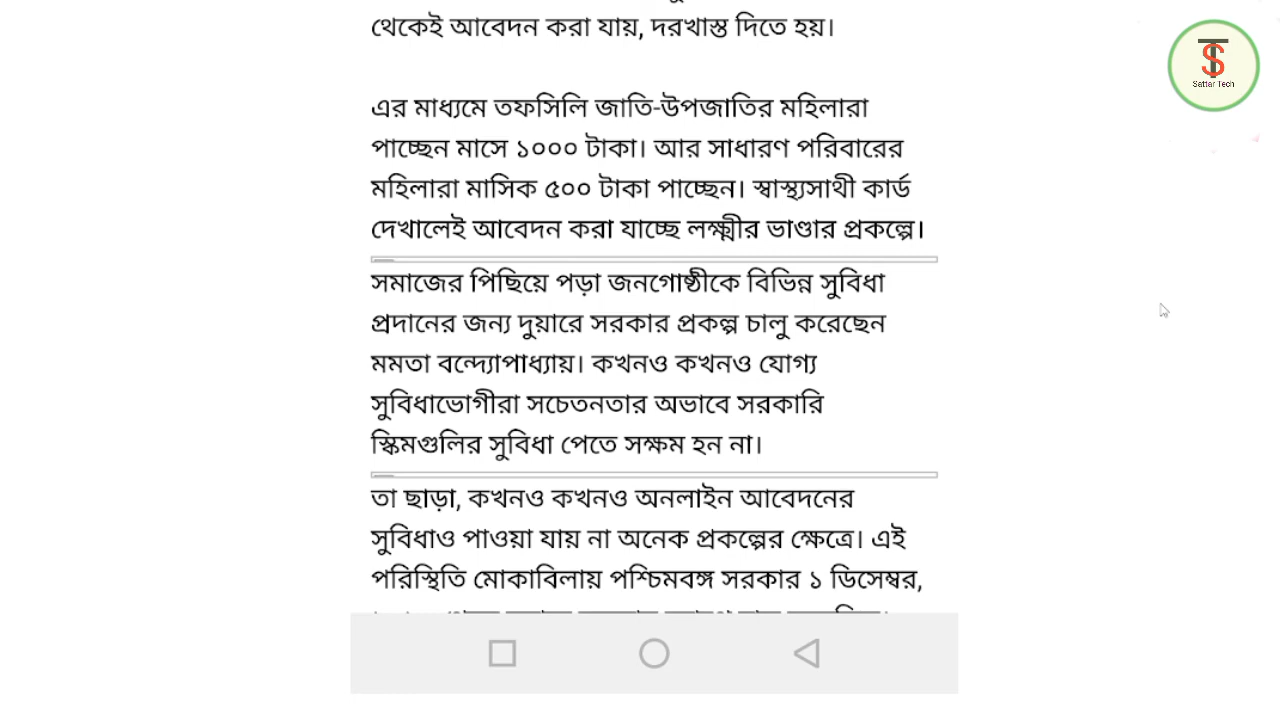 থেকেই আবেদন করা যায়, দরখাস্ত দিতে হয়।
এর মাধ্যমে তফসিলি জাতি-উপজাতির মহিলারা
পাচ্ছেন মাসে ১০০০ টাকা। আর সাধারণ পরিবারের
মহিলারা মাসিক ৫০০ টাকা পাচ্ছেন। স্বাস্থ্যসাথী কার্ড
দেখালেই আবেদন করা যাচ্ছে লক্ষ্মীর ভাণ্ডার প্রকল্পে।
সমাজের পিছিয়ে পড়া জনগোষ্ঠীকে বিভিন্ন সুবিধা
প্রদানের জন্য দুয়ারে সরকার প্রকল্প চালু করেছেন
মমতা বন্দ্যোপাধ্যায়। কখনও কখনও যোগ্য
সুবিধাভোগীরা সচেতনতার অভাবে সরকারি
স্কিমগুলির সুবিধা পেতে সক্ষম হন না।
তা ছাড়া, কখনও কখনও অনলাইন আবেদনের
সুবিধাও পাওয়া যায় না অনেক প্রকল্পের ক্ষেত্রে। এই
পরিস্থিতি মোকাবিলায় পশ্চিমবঙ্গ সরকার ১ ডিসেম্বর,
TS
Sattar Tech